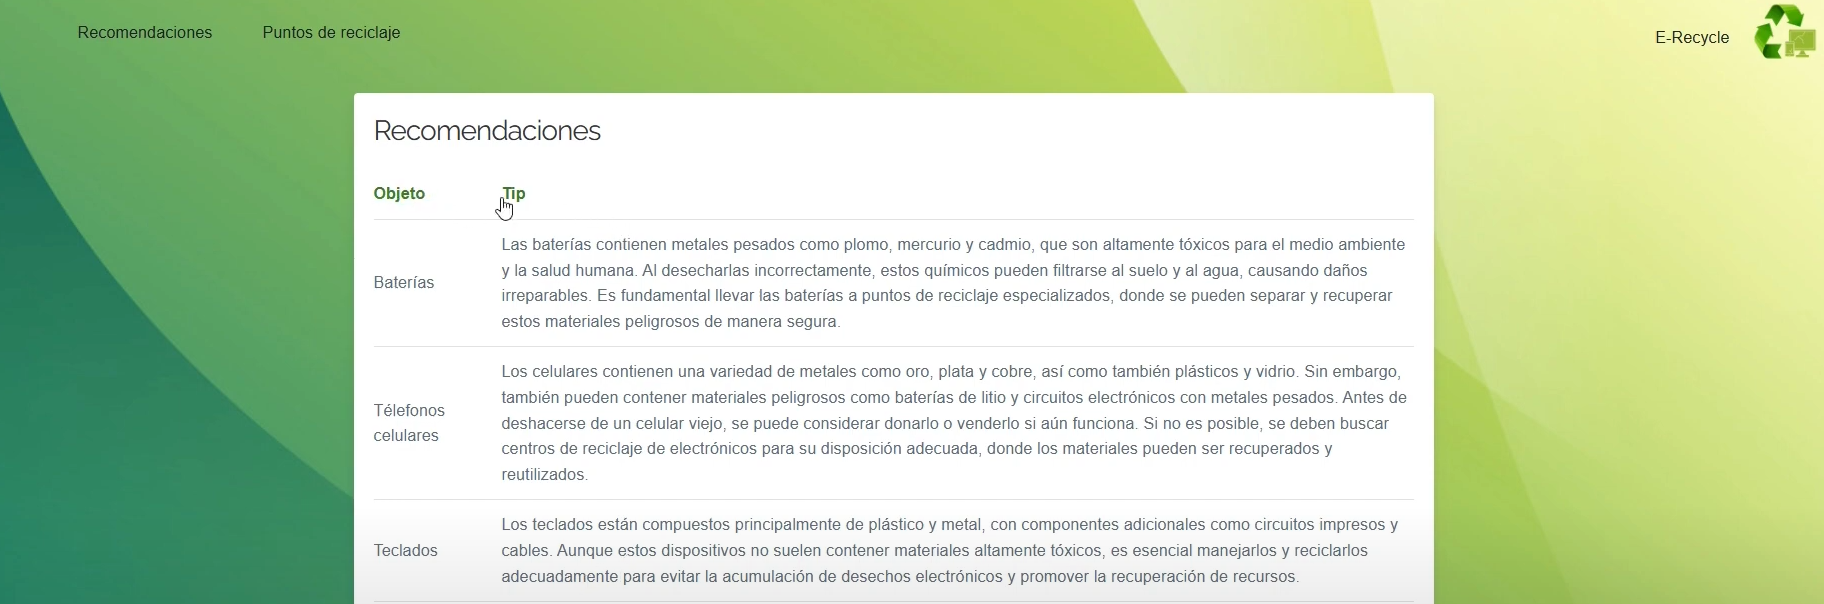 Recomendaciones
Puntos de reciclaje
E-Recycle
Recomendaciones
Objeto
Tip
Las baterías contienen metales pesados como plomo, mercurio y cadmio, que son altamente tóxicos para el medio ambiente
y la salud humana. Al desecharlas incorrectamente, estos químicos pueden filtrarse al suelo y al agua, causando daños
Baterías
irreparables. Es fundamental llevar las baterías a puntos de reciclaje especializados, donde se pueden separar y recuperar
estos materiales peligrosos de manera segura.
Los celulares contienen una variedad de metales como oro, plata y cobre, así como también plásticos y vidrio. Sin embargo,
también pueden contener materiales peligrosos como baterías de litio y circuitos electrónicos con metales pesados. Antes de
Télefonos
celulares
deshacerse de un celular viejo, se puede considerar donarlo o venderlo si aún funciona. Si no es posible, se deben buscar
centros de reciclaje de electrónicos para su disposición adecuada, donde los materiales pueden ser recuperados y
reutilizados.
Los teclados están compuestos principalmente de plástico y metal, con componentes adicionales como circuitos impresos y
Teclados
cables. Aunque estos dispositivos no suelen contener materiales altamente tóxicos, es esencial manejarlos y reciclarlos
adecuadamente para evitar la acumulación de desechos electrónicos y promover la recuperación de recursos.